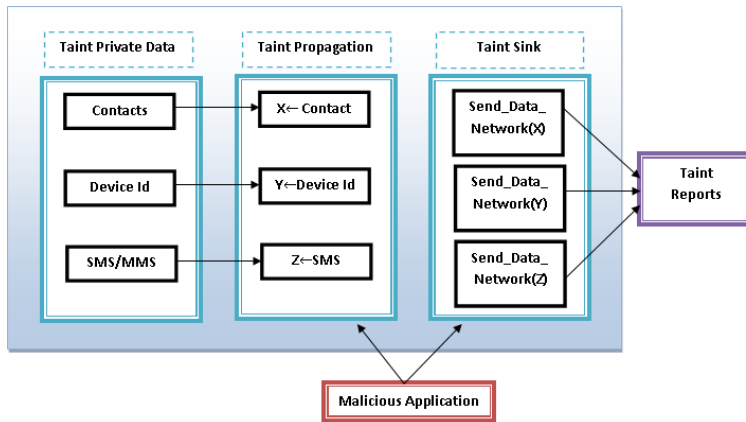 Taint Private Data
Taint Propagation
Taint Sink
Contacts
X← Contact
Send_Data_
Network(X)
Device Id
Y←Device Id
Send_Data_
Network(Y)
SMS/MMS
Z←SMS
Send_Data_
Network(Z)
Taint
Reports
Malicious Application